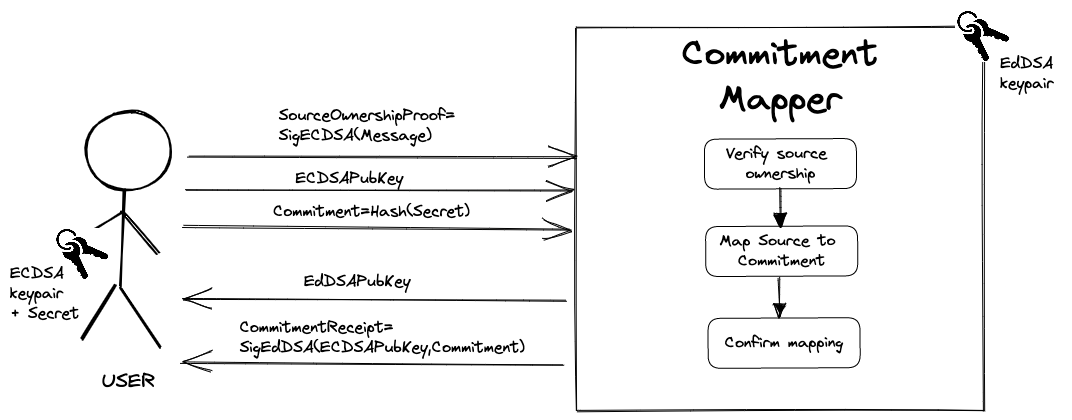 Commitment
Mapper
EdDSA
keypair
SourceOwnershipProof=
SigECDSA(Message)
ECDSAPubKey
Commitment=Hash(Secret)
EdDSAPubKey
CommitmentReceipt=
SigEdDSA(ECDSAPubKey,Commitment)
Verify source
ownership
Map Source to
Commitment
Confirm mapping
ECDSA
keypair
+ Secret
USER